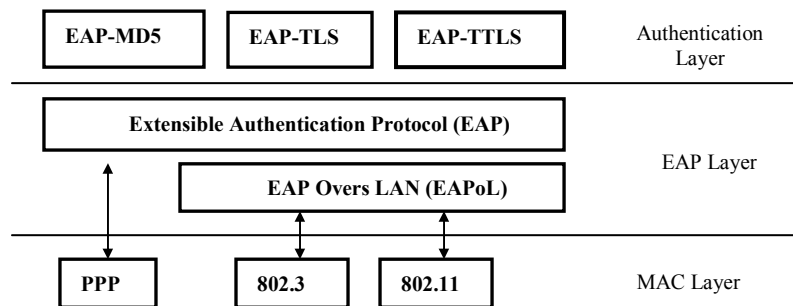 EAP-MD5 EAP-TLS EAP-TTLS Authentication
Layer
Extensible Authentication Protocol (EAP)
EAP Layer
EAP Overs LAN (EAPoL)
PPP 802.3 802.11 MAC Layer